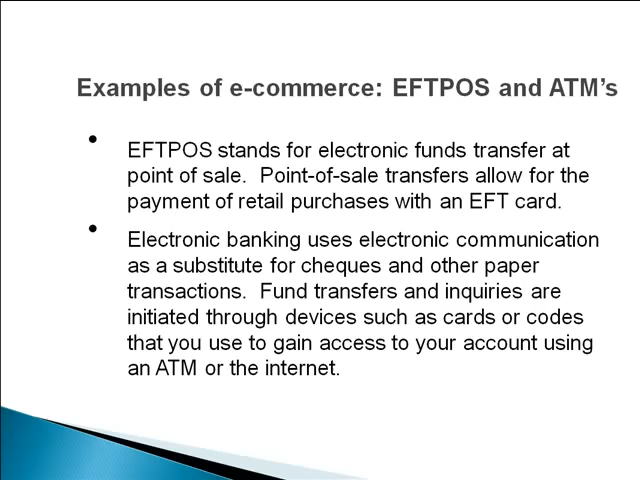 Examples of e-commerce: EFTPOS and ATM’s
• EFTPOS stands for electronic funds transfer at
point of sale.  Point-of-sale transfers allow for the
payment of retail purchases with an EFT card.
• Electronic banking uses electronic communication
as a substitute for cheques and other paper
transactions.  Fund transfers and inquiries are
initiated through devices such as cards or codes
that you use to gain access to your account using
an ATM or the internet.